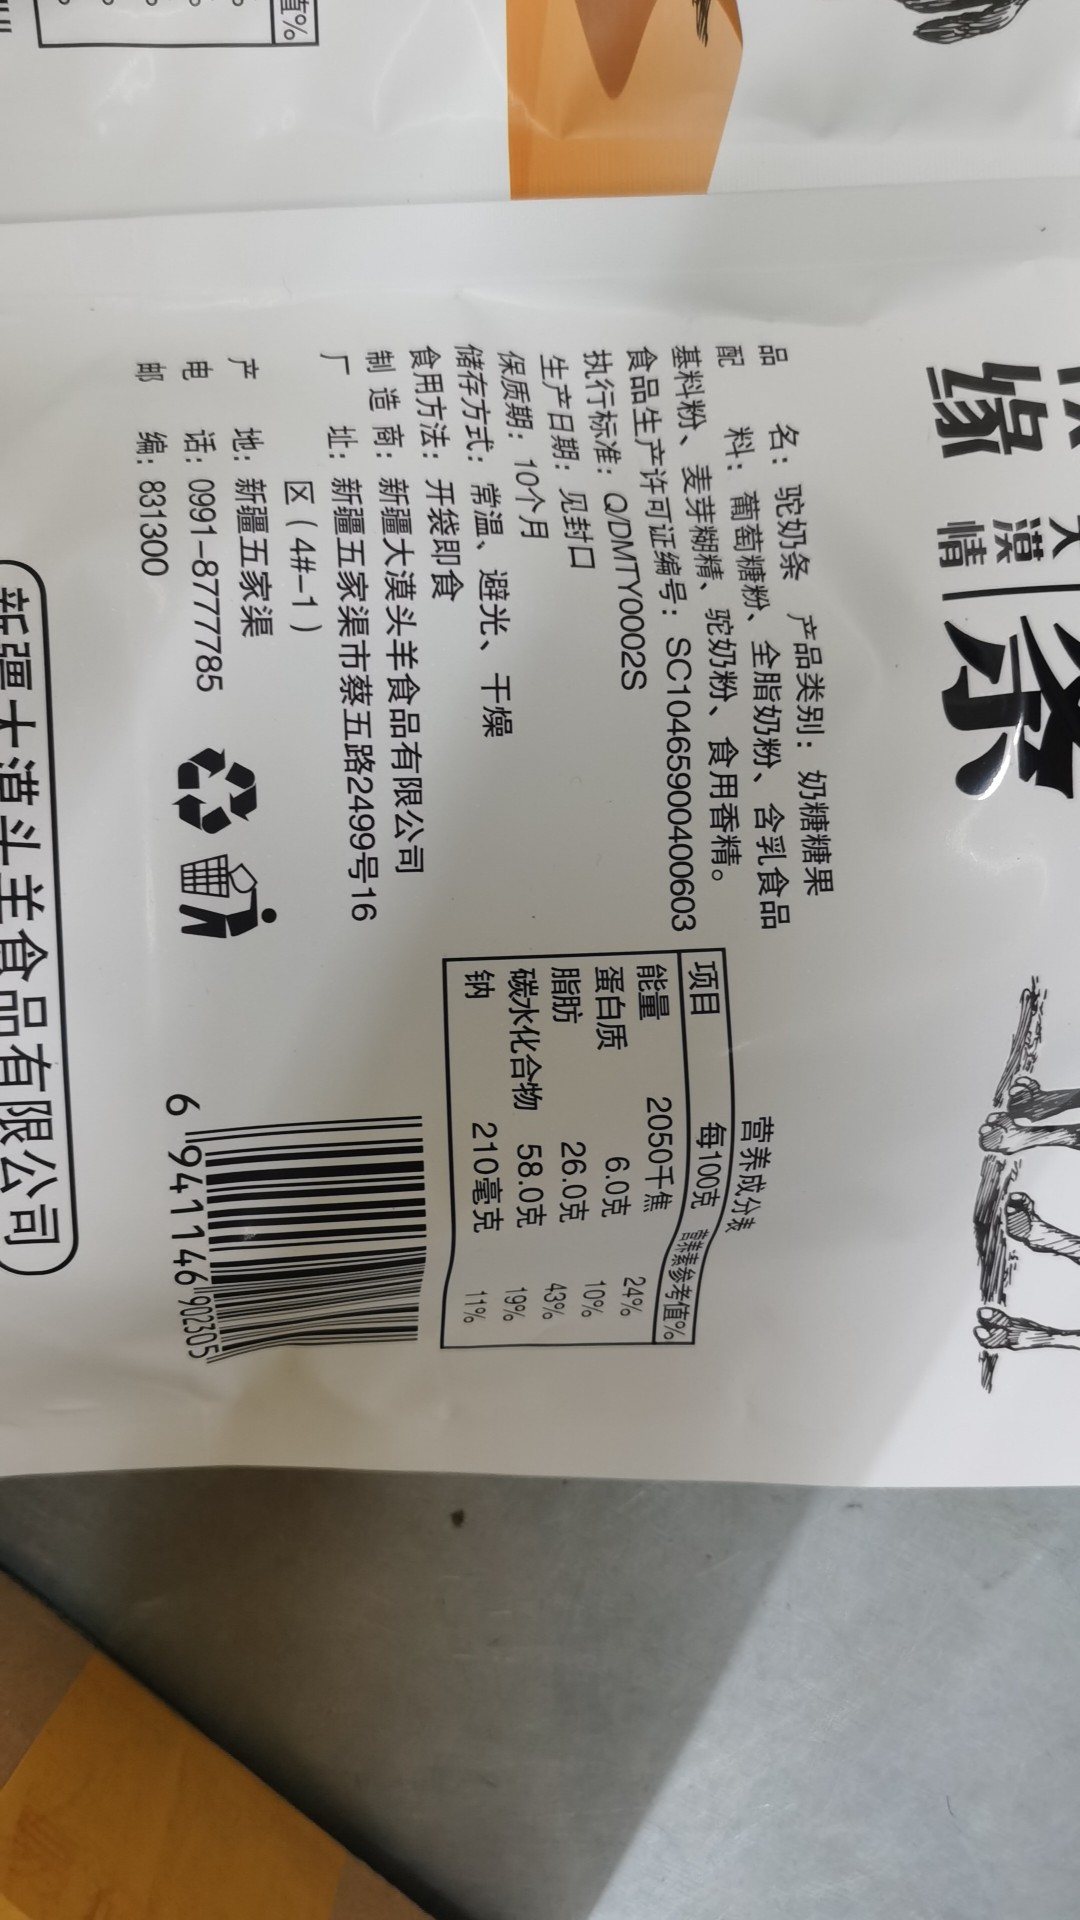 缘
大漠
情
条
品 名：驼奶条 产品类别：奶糖糖果
配 料：葡萄糖粉、全脂奶粉、含乳食品
基料粉、麦芽糊精、驼奶粉、食用香精。
食品生产许可证编号：SC10465900400603
执行标准：Q/DMTY0002S
生产日期：见封口
保质期：10个月
储存方式：常温、避光、干燥
食用方法：开袋即食
制 造 商：新疆大漠头羊食品有限公司
厂 址：新疆五家渠市蔡五路2499号16
区（4#-1）
产 地：新疆五家渠
电 话：0991-8777785
邮 编：831300
营养成分表
项目 每100克 营养素参考值%
能量 2050千焦 24%
蛋白质 6.0克 10%
脂肪 26.0克 43%
碳水化合物 58.0克 19%
钠 210毫克 11%
6 941146 902305
新疆大漠头羊食品有限公司
值%